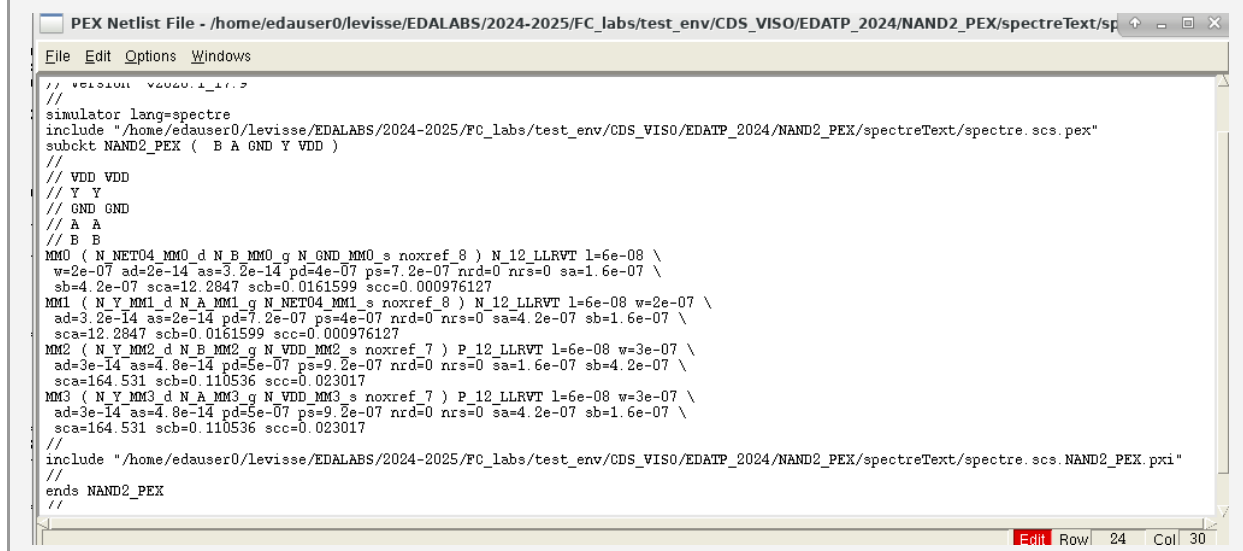 PEX Netlist File - /home/edauser0/levisse/EDALABS/2024-2025/FC_labs/test_env/CDS_VISO/EDATP_2024/NAND2_PEX/spectreText/sp
File Edit Options Windows
// version v2020.1_17.9
//
simulator lang=spectre
include "/home/edauser0/levisse/EDALABS/2024-2025/FC_labs/test_env/CDS_VISO/EDATP_2024/NAND2_PEX/spectreText/spectre.scs.pex"
subckt NAND2_PEX ( B A GND Y VDD )
//
// VDD VDD
// Y Y
// GND GND
// A A
// B B
MM0 ( N_NET04_MM0_d N_B_MM0_g N_GND_MM0_s noxref_8 ) N_12_LLRVT l=6e-08 \
w=2e-07 ad=2e-14 as=3.2e-14 pd=4e-07 ps=7.2e-07 nrd=0 nrs=0 sa=1.6e-07 \
sb=4.2e-07 sca=12.2847 scb=0.0161599 scc=0.000976127
MM1 ( N_Y_MM1_d N_A_MM1_g N_NET04_MM1_s noxref_8 ) N_12_LLRVT l=6e-08 w=2e-07 \
ad=3.2e-14 as=2e-14 pd=7.2e-07 ps=4e-07 nrd=0 nrs=0 sa=4.2e-07 sb=1.6e-07 \
sca=12.2847 scb=0.0161599 scc=0.000976127
MM2 ( N_Y_MM2_d N_B_MM2_g N_VDD_MM2_s noxref_7 ) P_12_LLRVT l=6e-08 w=3e-07 \
ad=3e-14 as=4.8e-14 pd=5e-07 ps=9.2e-07 nrd=0 nrs=0 sa=1.6e-07 sb=4.2e-07 \
sca=164.531 scb=0.110536 scc=0.023017
MM3 ( N_Y_MM3_d N_A_MM3_g N_VDD_MM3_s noxref_7 ) P_12_LLRVT l=6e-08 w=3e-07 \
ad=3e-14 as=4.8e-14 pd=5e-07 ps=9.2e-07 nrd=0 nrs=0 sa=4.2e-07 sb=1.6e-07 \
sca=164.531 scb=0.110536 scc=0.023017
//
include "/home/edauser0/levisse/EDALABS/2024-2025/FC_labs/test_env/CDS_VISO/EDATP_2024/NAND2_PEX/spectreText/spectre.scs.NAND2_PEX.pxi"
//
ends NAND2_PEX
//
Edit Row 24 Col 30